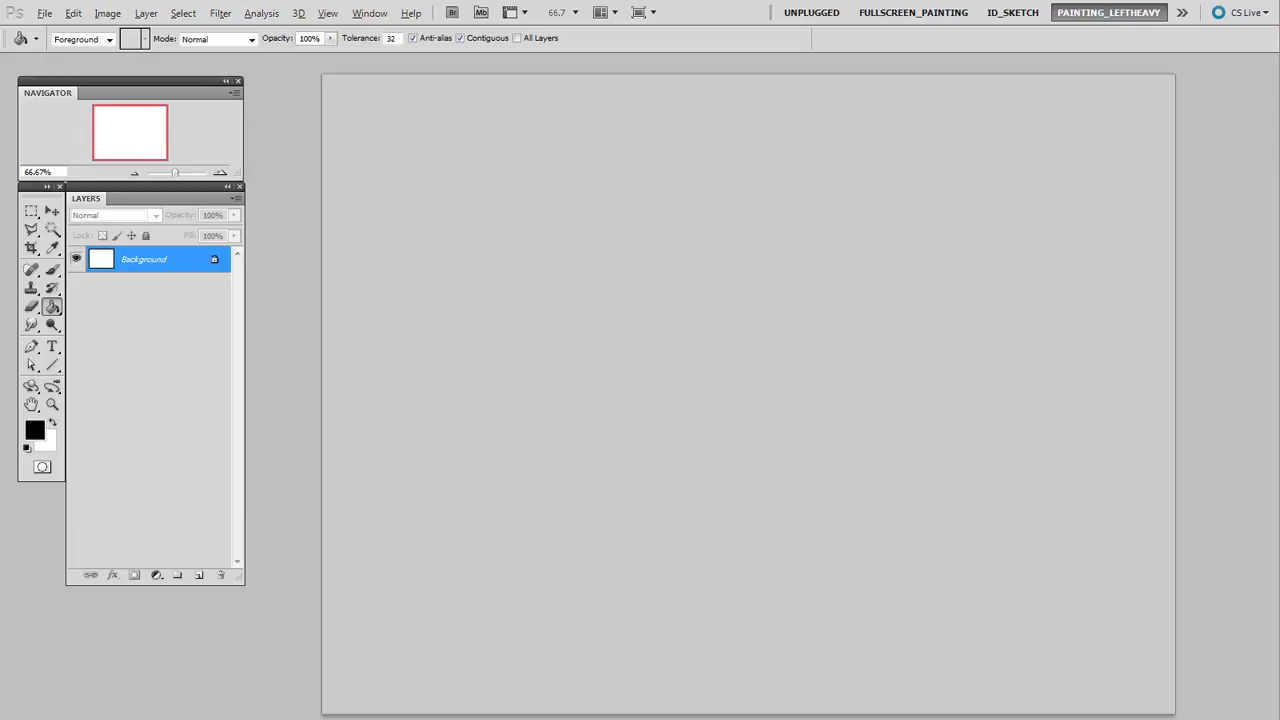 Ps File Edit Image Layer Select Filter Analysis 3D View Window Help Br Mb 66.7 UNPLUGGED FULLSCREEN_PAINTING ID_SKETCH PAINTING_LEFTHEAVY CS Live
Foreground Mode: Normal Opacity: 100% Tolerance: 32 Anti-alias Contiguous All Layers
NAVIGATOR
66.67%
LAYERS
Normal Opacity: 100%
Lock: Fill: 100%
Background